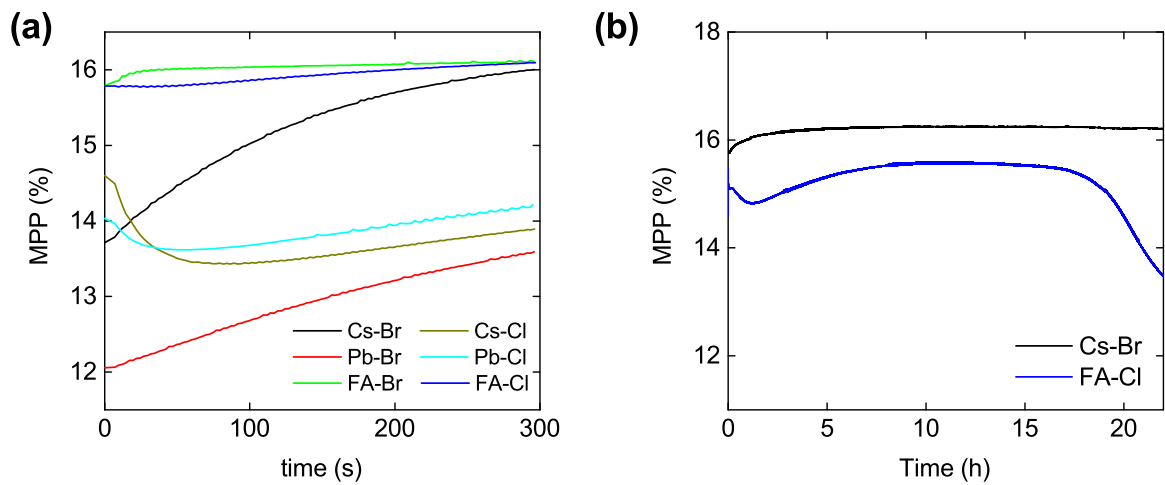 (a)
MPP (%)
16
15
14
13
12
0 100 200 300
time (s)
Cs-Br Cs-Cl
Pb-Br Pb-Cl
FA-Br FA-Cl
(b)
MPP (%)
18
16
14
12
0 5 10 15 20
Time (h)
Cs-Br
FA-Cl